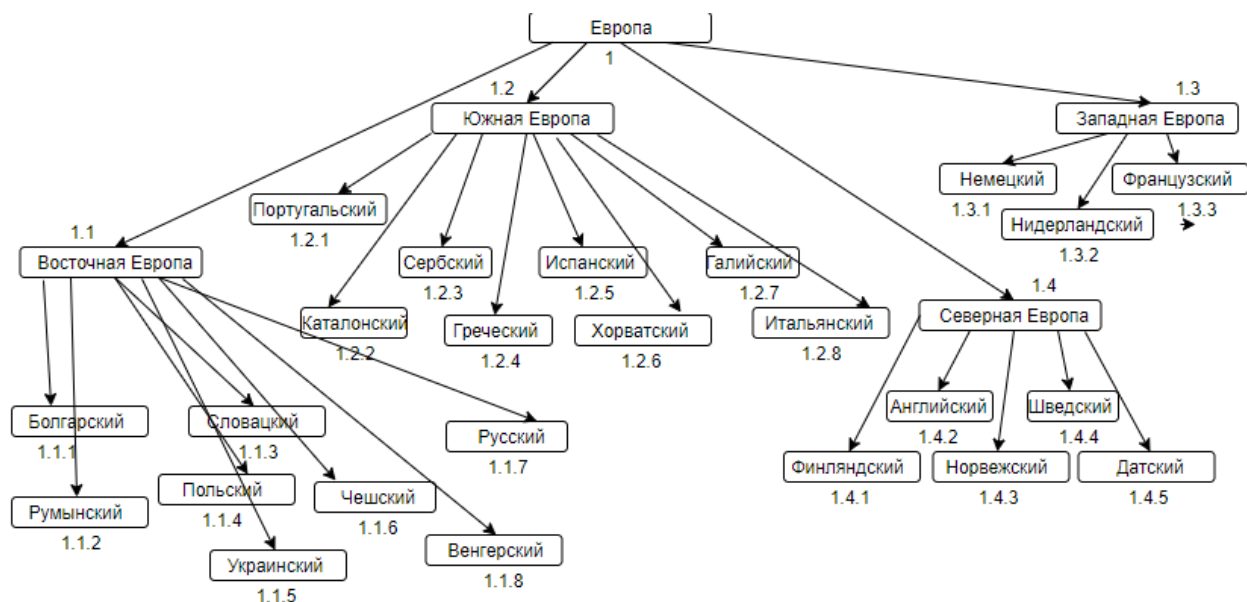 Европа
1
1.2
Южная Европа
1.3
Западная Европа
Немецкий
1.3.1
Французский
1.3.3
Нидерландский
1.3.2
Португальский
1.2.1
1.1
Восточная Европа
Сербский
1.2.3
Испанский
1.2.5
Галийский
1.2.7
Каталонский
1.2.2
Греческий
1.2.4
Хорватский
1.2.6
Итальянский
1.2.8
1.4
Северная Европа
Болгарский
1.1.1
Словацкий
1.1.3
Русский
1.1.7
Английский
1.4.2
Шведский
1.4.4
Финляндский
1.4.1
Норвежский
1.4.3
Датский
1.4.5
Румынский
1.1.2
Польский
1.1.4
Чешский
1.1.6
Украинский
1.1.5
Венгерский
1.1.8